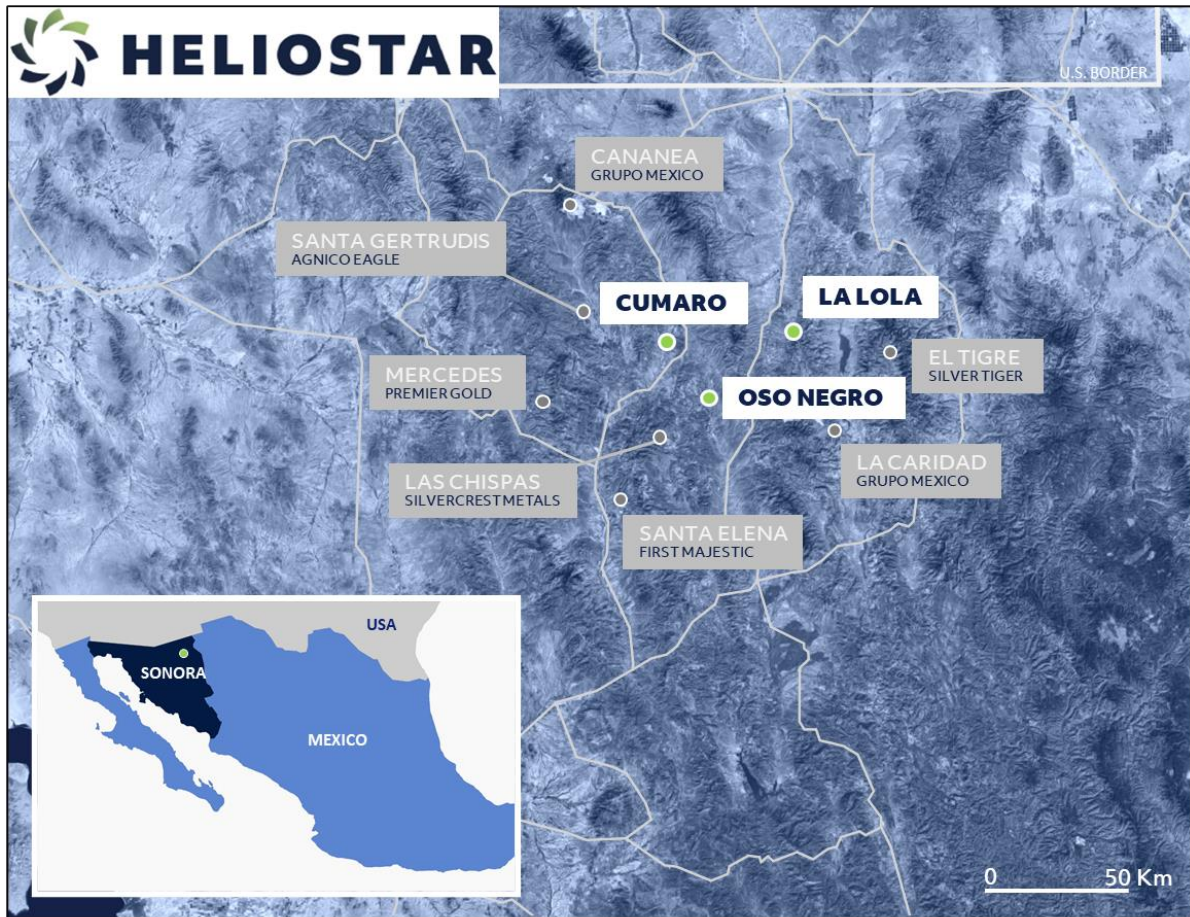 HELIOSTAR
U.S. BORDER
CANANEA
GRUPO MEXICO
SANTA GERTRUDIS
AGNICO EAGLE
CUMARO
LA LOLA
EL TIGRE
SILVER TIGER
MERCEDES
PREMIER GOLD
OSO NEGRO
LAS CHISPAS
SILVERCREST METALS
LA CARIDAD
GRUPO MEXICO
SANTA ELENA
FIRST MAJESTIC
USA
SONORA
MEXICO
0 50 Km